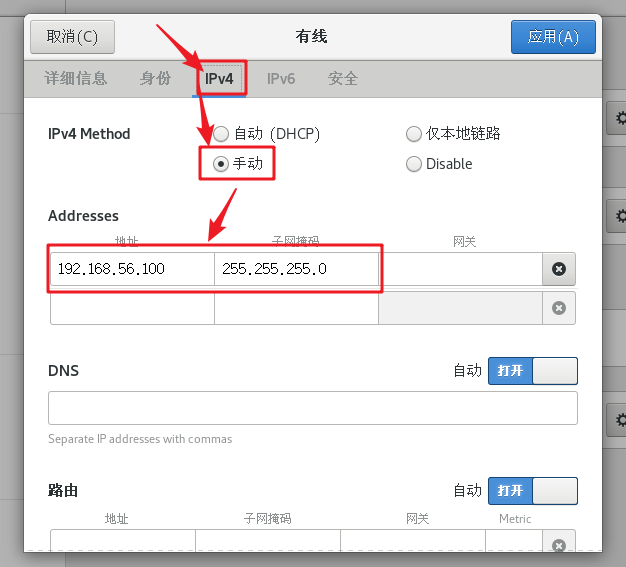 取消(C) 有线 应用(A)
详细信息 身份 IPv4 IPv6 安全
IPv4 Method 自动（DHCP） 仅本地链路
手动 Disable
Addresses
地址 子网掩码 网关
192.168.56.100 255.255.255.0
DNS 自动 打开
Separate IP addresses with commas
路由 自动 打开
地址 子网掩码 网关 Metric